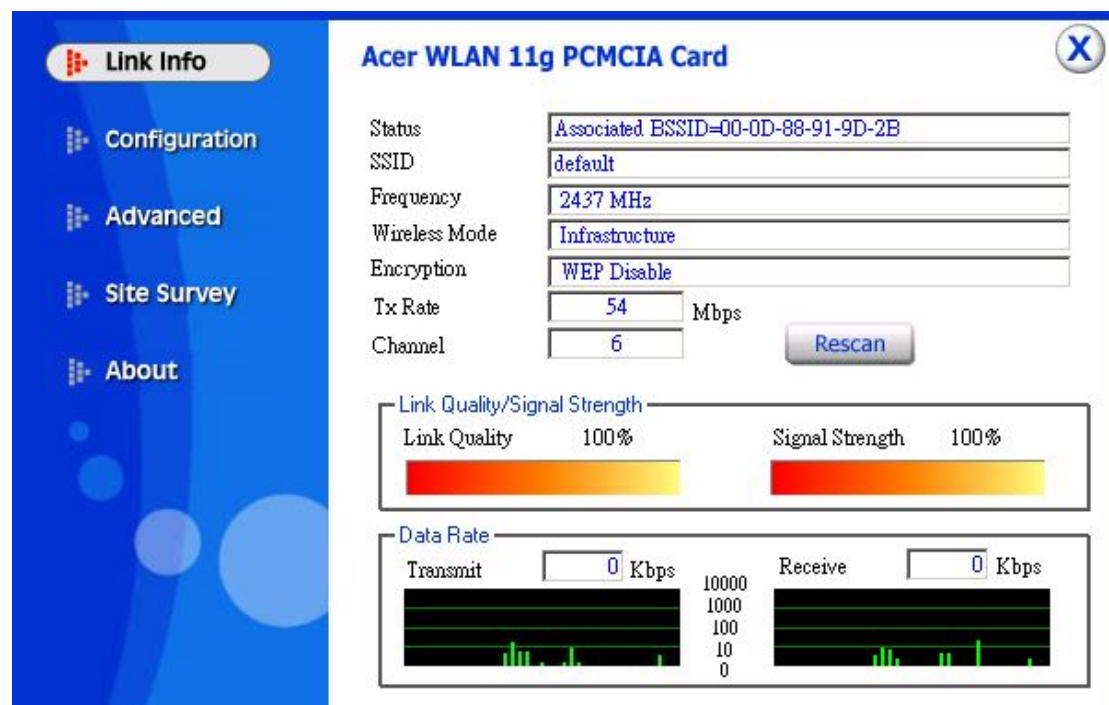 Link Info
Configuration
Advanced
Site Survey
About
Acer WLAN 11g PCMCIA Card
X
Status Associated BSSID=00-0D-88-91-9D-2B
SSID default
Frequency 2437 MHz
Wireless Mode Infrastructure
Encryption WEP Disable
Tx Rate 54 Mbps
Channel 6 Rescan
Link Quality/Signal Strength
Link Quality 100% Signal Strength 100%
Data Rate
Transmit 0 Kbps Receive 0 Kbps
10000
1000
100
10
0